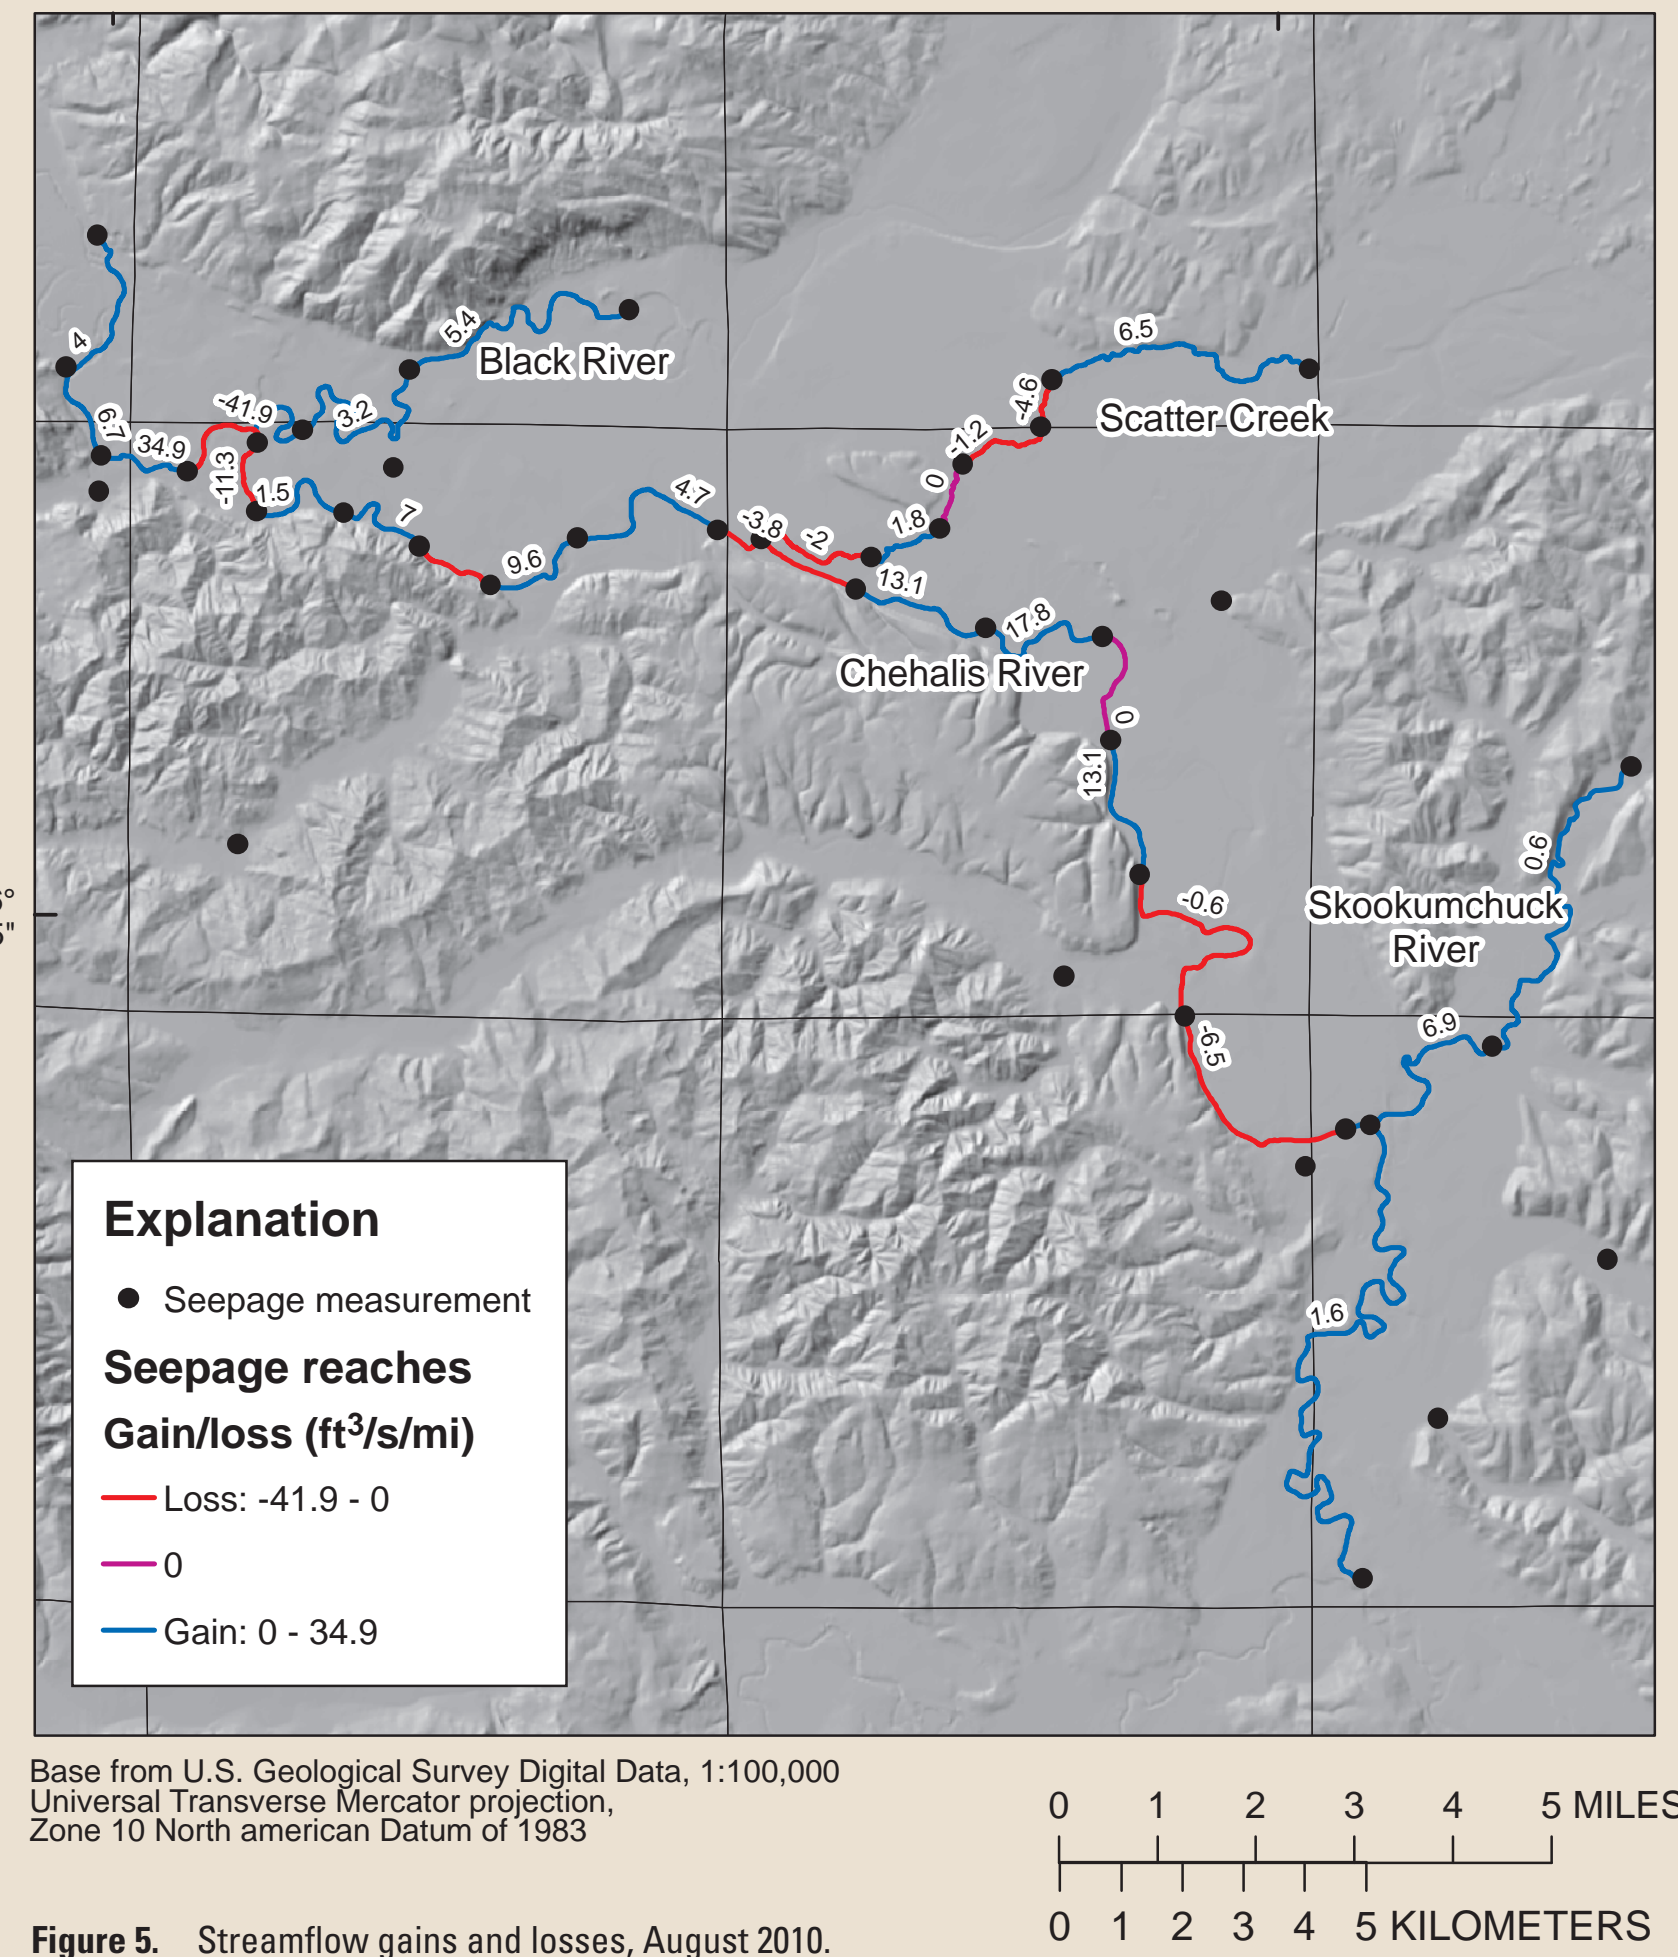 4
6.7
34.9
-41.9
3.2
5.4
Black River
-11.3
1.5
7
9.6
4.7
-3.8
-2
1.8
0
-1.2
-4.6
6.5
Scatter Creek
13.1
17.8
Chehalis River
0
13.1
-0.6
-6.5
0.6
Skookumchuck
River
6.9
1.6
Explanation
Seepage measurement
Seepage reaches
Gain/loss (ft³/s/mi)
Loss: -41.9 - 0
0
Gain: 0 - 34.9
Base from U.S. Geological Survey Digital Data, 1:100,000
Universal Transverse Mercator projection,
Zone 10 North american Datum of 1983
0 1 2 3 4 5 MILES
0 1 2 3 4 5 KILOMETERS
Figure 5. Streamflow gains and losses, August 2010.